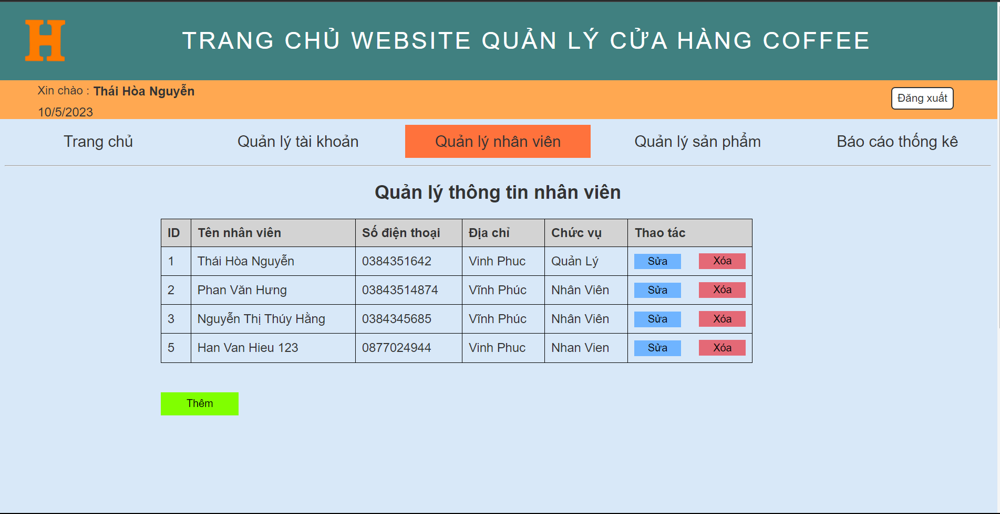 H
TRANG CHỦ WEBSITE QUẢN LÝ CỬA HÀNG COFFEE
Xin chào : Thái Hòa Nguyễn
Đăng xuất
10/5/2023
Trang chủ Quản lý tài khoản Quản lý nhân viên Quản lý sản phẩm Báo cáo thống kê
Quản lý thông tin nhân viên
ID Tên nhân viên Số điện thoại Địa chỉ Chức vụ Thao tác
1 Thái Hòa Nguyễn 0384351642 Vinh Phuc Quản Lý Sửa Xóa
2 Phan Văn Hưng 03843514874 Vĩnh Phúc Nhân Viên Sửa Xóa
3 Nguyễn Thị Thúy Hằng 0384345685 Vĩnh Phúc Nhân Viên Sửa Xóa
5 Han Van Hieu 123 0877024944 Vinh Phuc Nhan Vien Sửa Xóa
Thêm